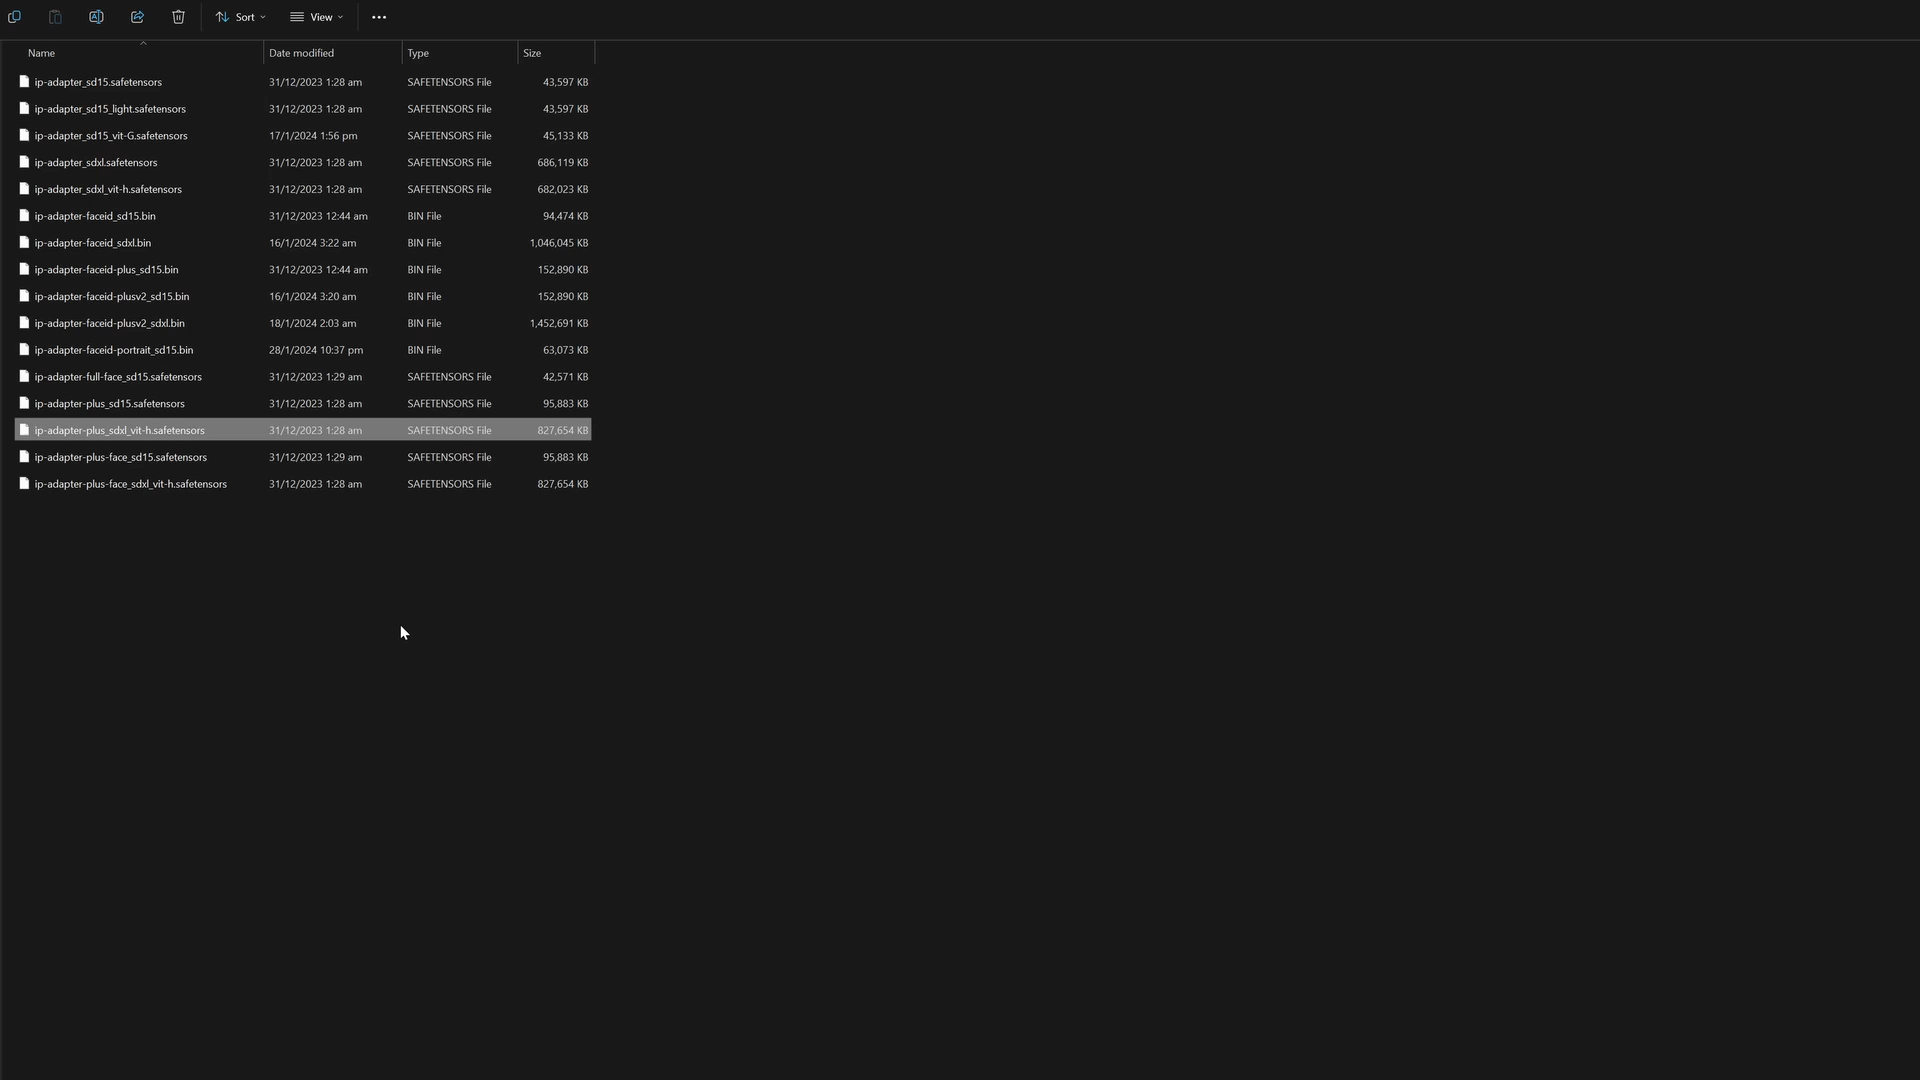 Sort View
Name Date modified Type Size
ip-adapter_sd15.safetensors 31/12/2023 1:28 am SAFETENSORS File 43,597 KB
ip-adapter_sd15_light.safetensors 31/12/2023 1:28 am SAFETENSORS File 43,597 KB
ip-adapter_sd15_vit-G.safetensors 17/1/2024 1:56 pm SAFETENSORS File 45,133 KB
ip-adapter_sdxl.safetensors 31/12/2023 1:28 am SAFETENSORS File 686,119 KB
ip-adapter_sdxl_vit-h.safetensors 31/12/2023 1:28 am SAFETENSORS File 682,023 KB
ip-adapter-faceid_sd15.bin 31/12/2023 12:44 am BIN File 94,474 KB
ip-adapter-faceid_sdxl.bin 16/1/2024 3:22 am BIN File 1,046,045 KB
ip-adapter-faceid-plus_sd15.bin 31/12/2023 12:44 am BIN File 152,890 KB
ip-adapter-faceid-plusv2_sd15.bin 16/1/2024 3:20 am BIN File 152,890 KB
ip-adapter-faceid-plusv2_sdxl.bin 18/1/2024 2:03 am BIN File 1,452,691 KB
ip-adapter-faceid-portrait_sd15.bin 28/1/2024 10:37 pm BIN File 63,073 KB
ip-adapter-full-face_sd15.safetensors 31/12/2023 1:29 am SAFETENSORS File 42,571 KB
ip-adapter-plus_sd15.safetensors 31/12/2023 1:28 am SAFETENSORS File 95,883 KB
ip-adapter-plus_sdxl_vit-h.safetensors 31/12/2023 1:28 am SAFETENSORS File 827,654 KB
ip-adapter-plus-face_sd15.safetensors 31/12/2023 1:29 am SAFETENSORS File 95,883 KB
ip-adapter-plus-face_sdxl_vit-h.safetensors 31/12/2023 1:28 am SAFETENSORS File 827,654 KB